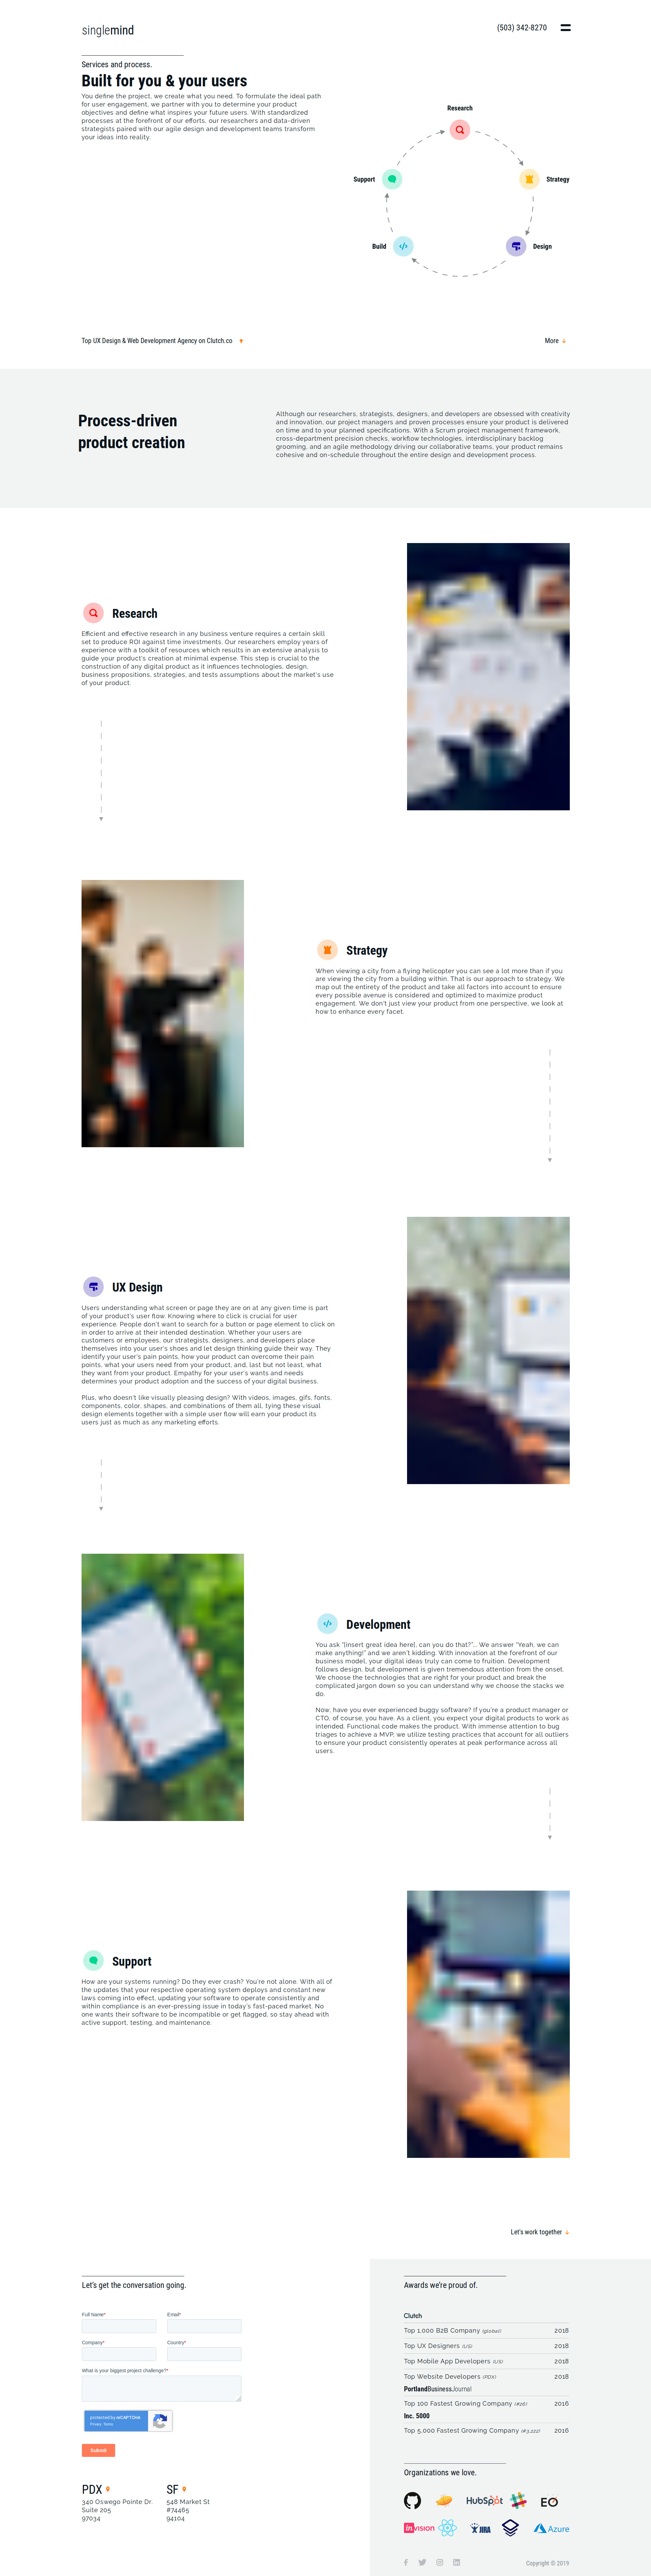 singlemind
(503) 342-8270
Services and process.
Built for you & your users
You define the project, we create what you need. To formulate the ideal path
for user engagement, we partner with you to determine your product
objectives and define what inspires your users. With standardized
processes at the forefront of our efforts, our researchers and data-driven
strategists paired with our agile design and development teams transform
your ideas into reality.
Research
Support
Strategy
Build
Design
Top UX Design & Web Development Agency on Clutch.co
More
Process-driven
product creation
Although our researchers, strategists, designers, and developers are obsessed with creativity
and innovation, our project managers and proven processes ensure your product is delivered
on time and to your planned specifications. With a Scrum project management framework,
cross-department precision checks, workflow technologies, interdisciplinary backlog
grooming, and an agile methodology driving our collaborative teams, your product remains
cohesive and on-schedule throughout the entire design and development process.
Research
Efficient and effective research in any business venture requires a certain skill
set to produce ROI against time investments. Our researchers employ years of
experience with a toolkit of resources which results in an extensive analysis to
guide your product's creation at minimal expense. This step is crucial to the
construction of any digital product as it influences technologies, design,
business propositions, strategies, and tests assumptions about the market's use
of your product.
Strategy
When viewing a city from a flying helicopter you can see a lot more than if you
are viewing the city from a building within. That is our approach to strategy. We
map out the entirety of the product and take all factors into account to ensure
every possible avenue is considered and optimized to maximize product
engagement. We don't just view your product from one perspective, we look at
how to enhance every facet.
UX Design
Users understanding what screen or page they are on at any given time is part
of your product's user flow. Knowing where to click is crucial for user
experience. People don't want to search for a button or page element to click on
in order to arrive at their intended destination. Whether your users are
customers or employees, our strategists, designers, and developers place
themselves into your user's shoes and let design thinking guide their way. They
identify your user's pain points, how your product can overcome their pain
points, what your users need from your product, and, last but not least, what
they want from your product. Empathy for your user's wants and needs
determines your product adoption and the success of your digital business.
Plus, who doesn't like visually pleasing design? With videos, images, gifs, fonts,
components, color, shapes, and combinations of them all, tying these visual
design elements together with a simple user flow will earn your product its
users just as much as any marketing efforts.
Development
You ask "[insert great idea here], can you do that?"... We answer "Yeah, we can
make anything!" and we aren't kidding. With innovation at the forefront of our
business model, your digital ideas truly can come to fruition. Development
follows design, but development is given tremendous attention from the onset.
We choose the technologies that are right for your product and break the
complicated jargon down so you can understand why we choose the stacks we
do.
Now, have you ever experienced buggy software? If you're a product manager or
CTO, of course, you have. As a client, you expect your digital products to work as
intended. Functional code makes the product. With immense attention to bug
triages to achieve a MVP, we utilize testing practices that account for all outliers
to ensure your product consistently operates at peak performance across all
users.
Support
How are your systems running? Do they ever crash? You're not alone. With all of
the updates that your respective operating system deploys and constant new
laws coming into effect, updating your software to operate consistently and
within compliance is an ever-pressing issue in today's fast-paced market. No
one wants their software to be incompatible or get flagged, so stay ahead with
active support, testing, and maintenance.
Let's work together
Let's get the conversation going.
Full Name*
Email*
Company*
Country*
What is your biggest project challenge?*
protected by reCAPTCHA
Privacy Terms
Submit
PDX
340 Oswego Pointe Dr.
Suite 205
97034
SF
548 Market St
#74465
94104
Awards we're proud of.
Clutch
Top 1,000 B2B Company (global) 2018
Top UX Designers (US) 2018
Top Mobile App Developers (US) 2018
Top Website Developers (PDX) 2018
PortlandBusinessJournal
Top 100 Fastest Growing Company (#26) 2016
Inc. 5000
Top 5,000 Fastest Growing Company (#3,222) 2016
Organizations we love.
HubSpot
EO
invision
JIRA
Azure
Copyright © 2019